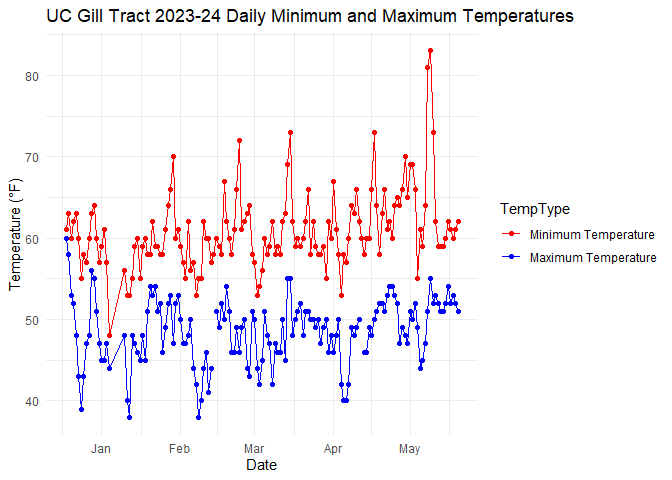 UC Gill Tract 2023-24 Daily Minimum and Maximum Temperatures
80
70
60
50
40
Temperature (°F)
Jan Feb Mar Apr May
Date
TempType
Minimum Temperature
Maximum Temperature